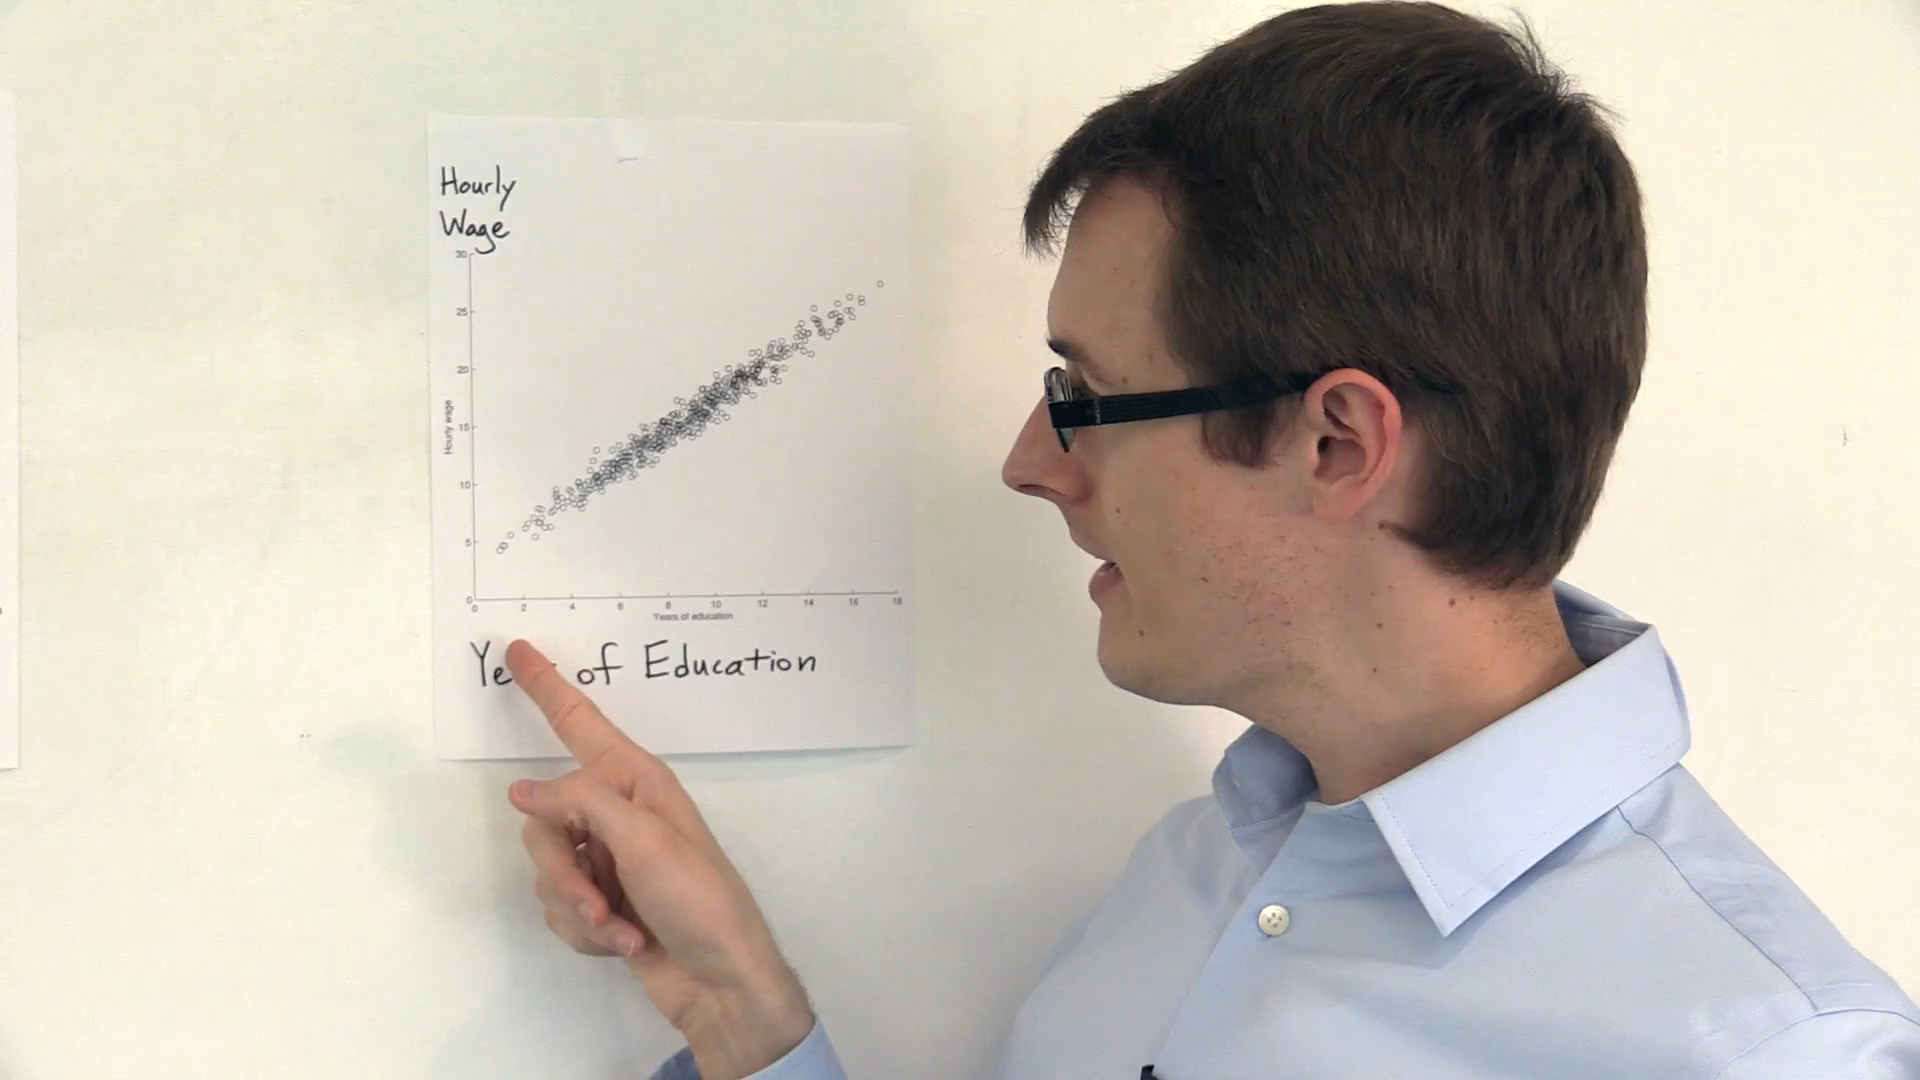 Hourly
Wage
30
25
20
15
10
5
0
Hourly wage
0 2 4 6 8 10 12 14 16 18
Years of education
Ye of Education